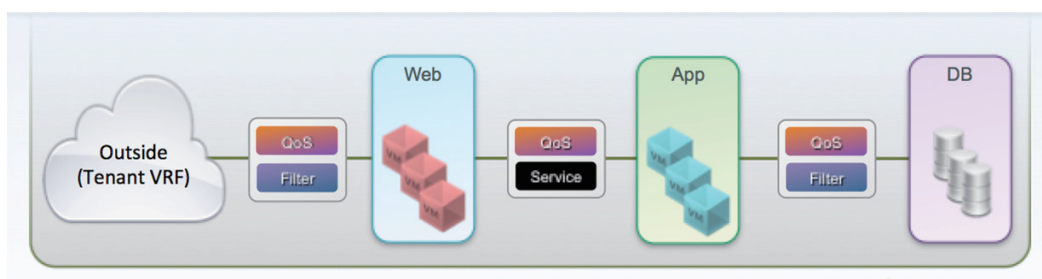 Outside
(Tenant VRF)
QoS
Filter
Web
VM
VM
VM
QoS
Service
App
VM
VM
VM
QoS
Filter
DB